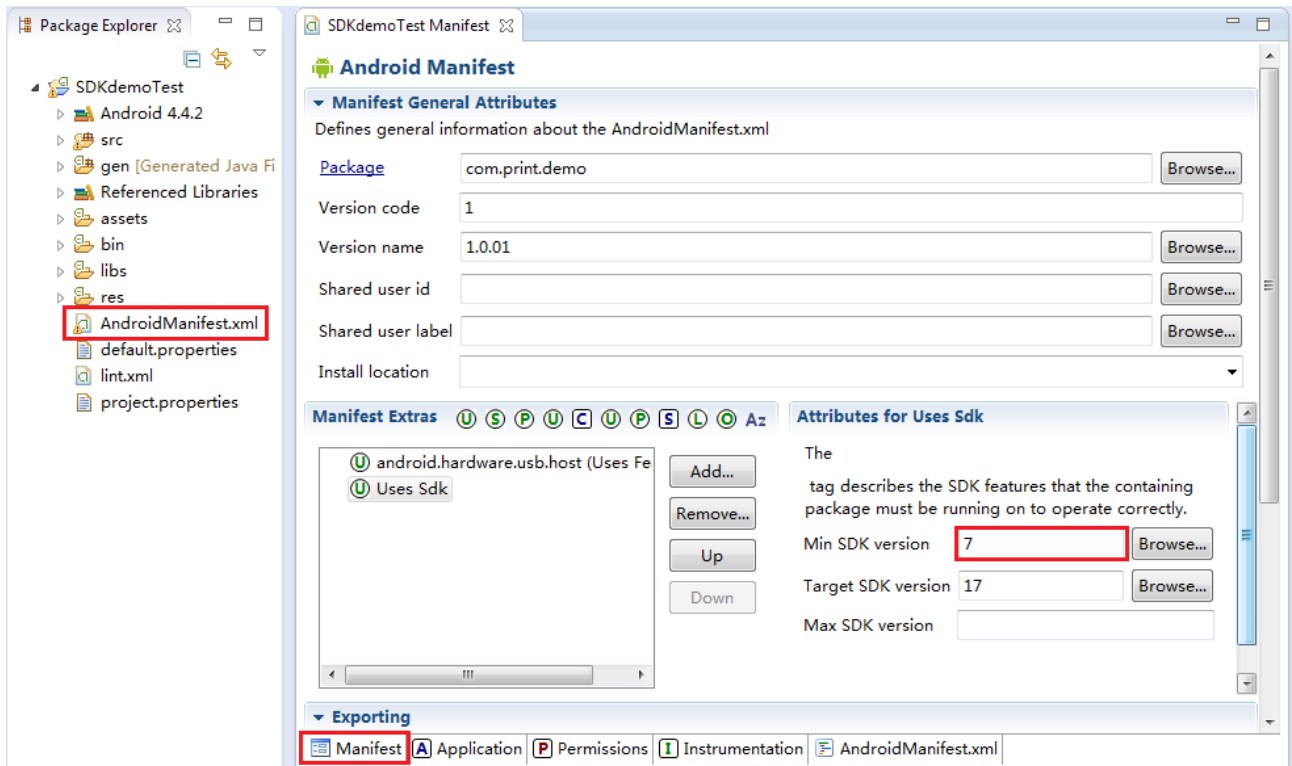 Package Explorer
SDKdemoTest
Android 4.4.2
src
gen [Generated Java Fi
Referenced Libraries
assets
bin
libs
res
AndroidManifest.xml
default.properties
lint.xml
project.properties
SDKdemoTest Manifest
Android Manifest
Manifest General Attributes
Defines general information about the AndroidManifest.xml
Package com.print.demo Browse...
Version code 1
Version name 1.0.01 Browse...
Shared user id Browse...
Shared user label Browse...
Install location
Manifest Extras U S P U C U P S L O Az
android.hardware.usb.host (Uses Fe
U Uses Sdk
Add...
Remove...
Up
Down
Attributes for Uses Sdk
The
tag describes the SDK features that the containing
package must be running on to operate correctly.
Min SDK version 7 Browse...
Target SDK version 17 Browse...
Max SDK version
Exporting
Manifest A Application P Permissions I Instrumentation AndroidManifest.xml